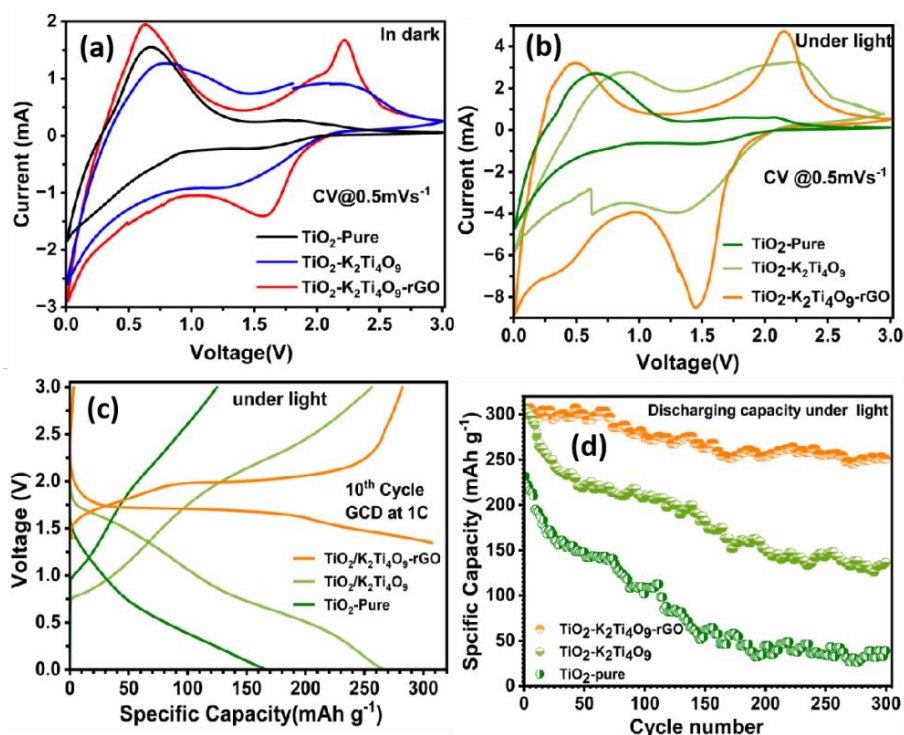 (a)
In dark
Current (mA)
2
1
0
−1
−2
−3
CV@0.5mVs⁻¹
TiO₂-Pure
TiO₂-K₂Ti₄O₉
TiO₂-K₂Ti₄O₉-rGO
0.0 0.5 1.0 1.5 2.0 2.5 3.0
Voltage(V)
(b)
Under light
Current (mA)
4
2
0
−2
−4
−6
−8
CV @0.5mVs⁻¹
TiO₂-Pure
TiO₂-K₂Ti₄O₉
TiO₂-K₂Ti₄O₉-rGO
0.0 0.5 1.0 1.5 2.0 2.5 3.0
Voltage(V)
(c)
under light
Voltage (V)
3.0
2.5
2.0
1.5
1.0
0.5
0.0
10th Cycle
GCD at 1C
TiO₂/K₂Ti₄O₉-rGO
TiO₂/K₂Ti₄O₉
TiO₂-Pure
0 50 100 150 200 250 300
Specific Capacity(mAh g⁻¹)
Discharging capacity under light
(d)
Spcific Capacity (mAh g⁻¹)
300
250
200
150
100
50
0
TiO₂-K₂Ti₄O₉-rGO
TiO₂-K₂Ti₄O₉
TiO₂-pure
0 50 100 150 200 250 300
Cycle number